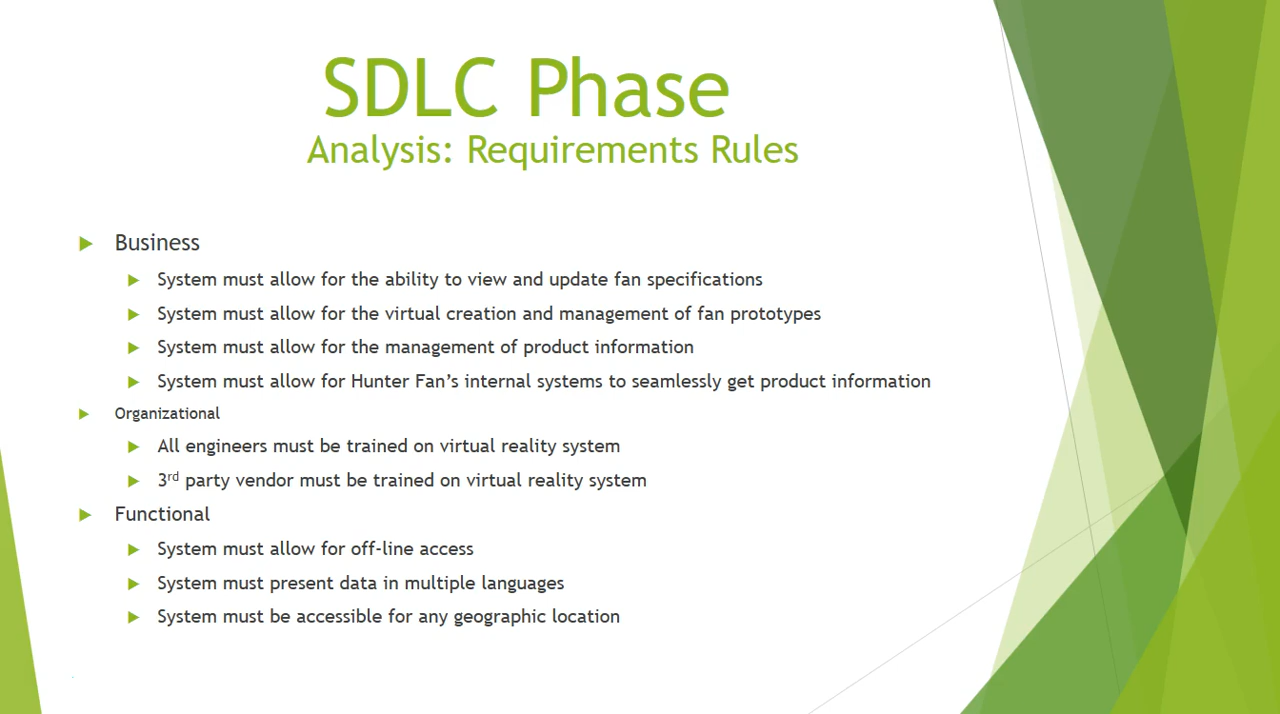 SDLC Phase
Analysis: Requirements Rules
Business
System must allow for the ability to view and update fan specifications
System must allow for the virtual creation and management of fan prototypes
System must allow for the management of product information
System must allow for Hunter Fan's internal systems to seamlessly get product information
Organizational
All engineers must be trained on virtual reality system
3rd party vendor must be trained on virtual reality system
Functional
System must allow for off-line access
System must present data in multiple languages
System must be accessible for any geographic location